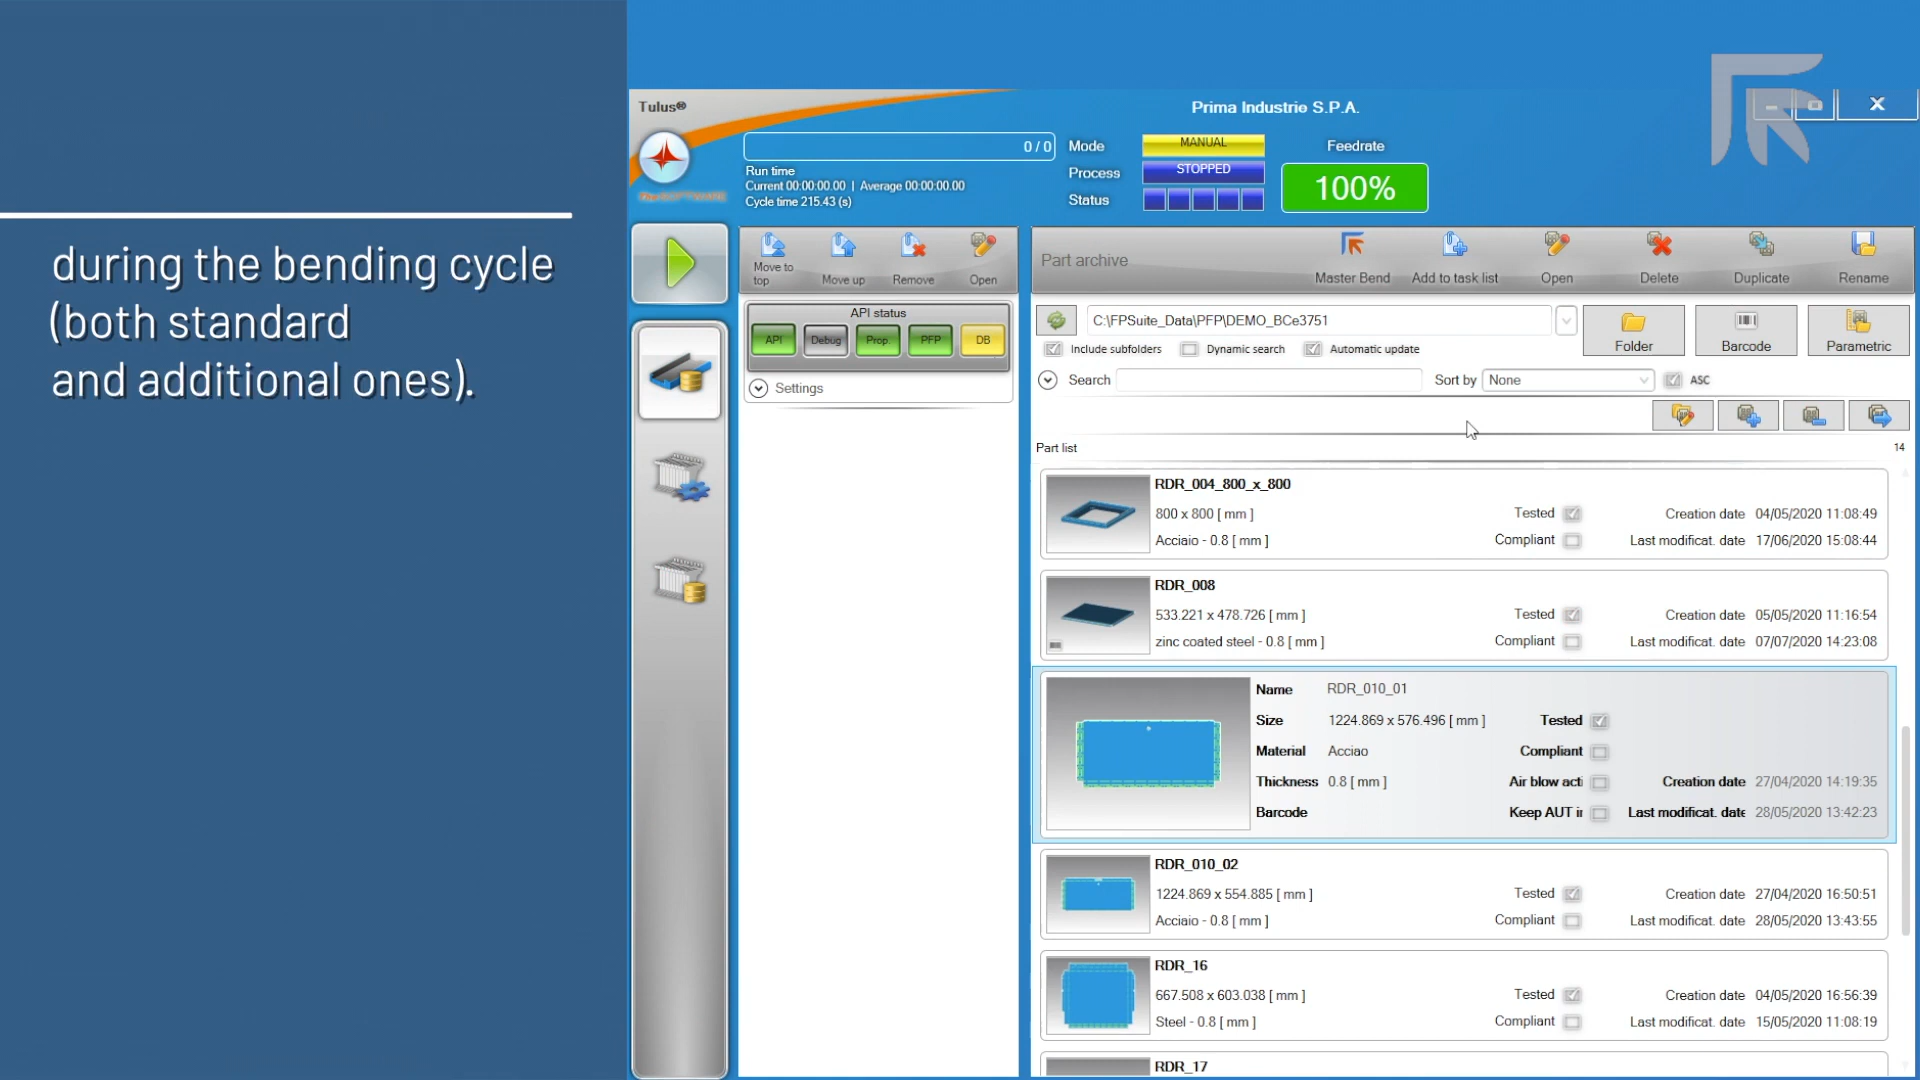 during the bending cycle
(both standard
and additional ones).
Tulus®
Prima Industrie S.P.A.
X
0 / 0
Run time
Current 00:00:00.00 | Average 00:00:00.00
Cycle time 215.43 (s)
Mode
MANUAL
Process
STOPPED
Status
Feedrate
100%
Move to
top
Move up
Remove
Open
API status
API
Debug
Prop.
PFP
DB
Settings
Part archive
Master Bend
Add to task list
Open
Delete
Duplicate
Rename
C:\FPSuite_Data\PFP\DEMO_BCe3751
Folder
Barcode
Parametric
Include subfolders
Dynamic search
Automatic update
Search
Sort by
None
ASC
Part list
14
RDR_004_800_x_800
800 x 800 [ mm ]
Tested
Creation date 04/05/2020 11:08:49
Acciaio - 0.8 [ mm ]
Compliant
Last modificat. date 17/06/2020 15:08:44
RDR_008
533.221 x 478.726 [ mm ]
Tested
Creation date 05/05/2020 11:16:54
zinc coated steel - 0.8 [ mm ]
Compliant
Last modificat. date 07/07/2020 14:23:08
Name RDR_010_01
Size 1224.869 x 576.496 [ mm ]
Tested
Material Acciao
Compliant
Thickness 0.8 [ mm ]
Air blow acti
Creation date 27/04/2020 14:19:35
Barcode
Keep AUT ir
Last modificat. date 28/05/2020 13:42:23
RDR_010_02
1224.869 x 554.885 [ mm ]
Tested
Creation date 27/04/2020 16:50:51
Acciaio - 0.8 [ mm ]
Compliant
Last modificat. date 28/05/2020 13:43:55
RDR_16
667.508 x 603.038 [ mm ]
Tested
Creation date 04/05/2020 16:56:39
Steel - 0.8 [ mm ]
Compliant
Last modificat. date 15/05/2020 11:08:19
RDR_17